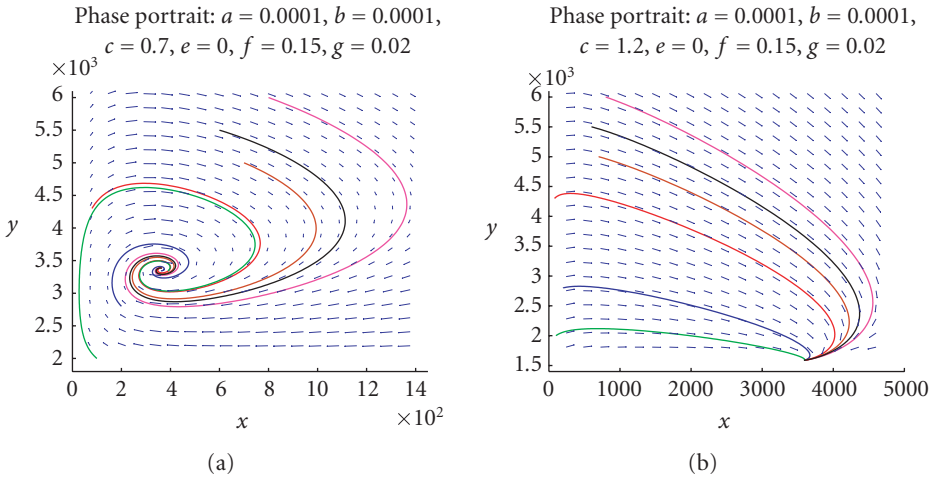 Phase portrait: a = 0.0001, b = 0.0001,
c = 0.7, e = 0, f = 0.15, g = 0.02
×10³
6
5.5
5
4.5
4
3.5
3
2.5
2
y
0 2 4 6 8 10 12 14
x
×10²
(a)
Phase portrait: a = 0.0001, b = 0.0001,
c = 1.2, e = 0, f = 0.15, g = 0.02
×10³
6
5.5
5
4.5
4
3.5
3
2.5
2
1.5
y
0 1000 2000 3000 4000 5000
x
(b)